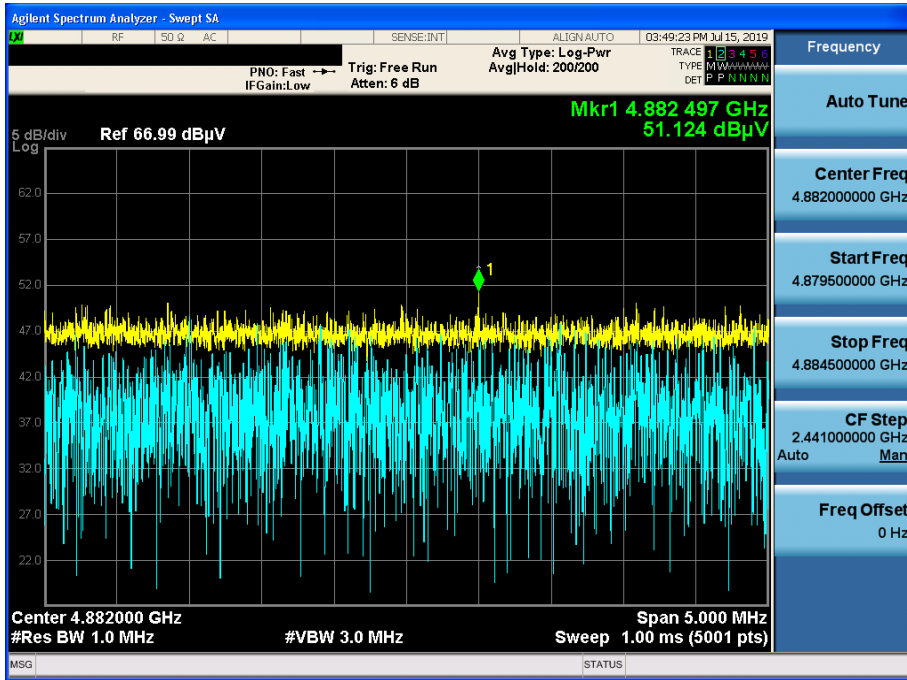 Agilent Spectrum Analyzer - Swept SA
LXI RF 50 Ω AC SENSE:INT ALIGN AUTO 03:49:23 PM Jul 15, 2019
PNO: Fast
IFGain:Low
Trig: Free Run
Atten: 6 dB
Avg Type: Log-Pwr
Avg|Hold: 200/200
TRACE 1 2 3 4 5 6
TYPE M W W W W W
DET P P N N N N
Mkr1 4.882 497 GHz
51.124 dBµV
5 dB/div
Log
Ref 66.99 dBµV
62.0
57.0
52.0
47.0
42.0
37.0
32.0
27.0
22.0
1
Center 4.882000 GHz
Span 5.000 MHz
#Res BW 1.0 MHz
#VBW 3.0 MHz
Sweep 1.00 ms (5001 pts)
MSG
STATUS
Frequency
Auto Tune
Center Freq
4.882000000 GHz
Start Freq
4.879500000 GHz
Stop Freq
4.884500000 GHz
CF Step
2.441000000 GHz
Auto Man
Freq Offset
0 Hz